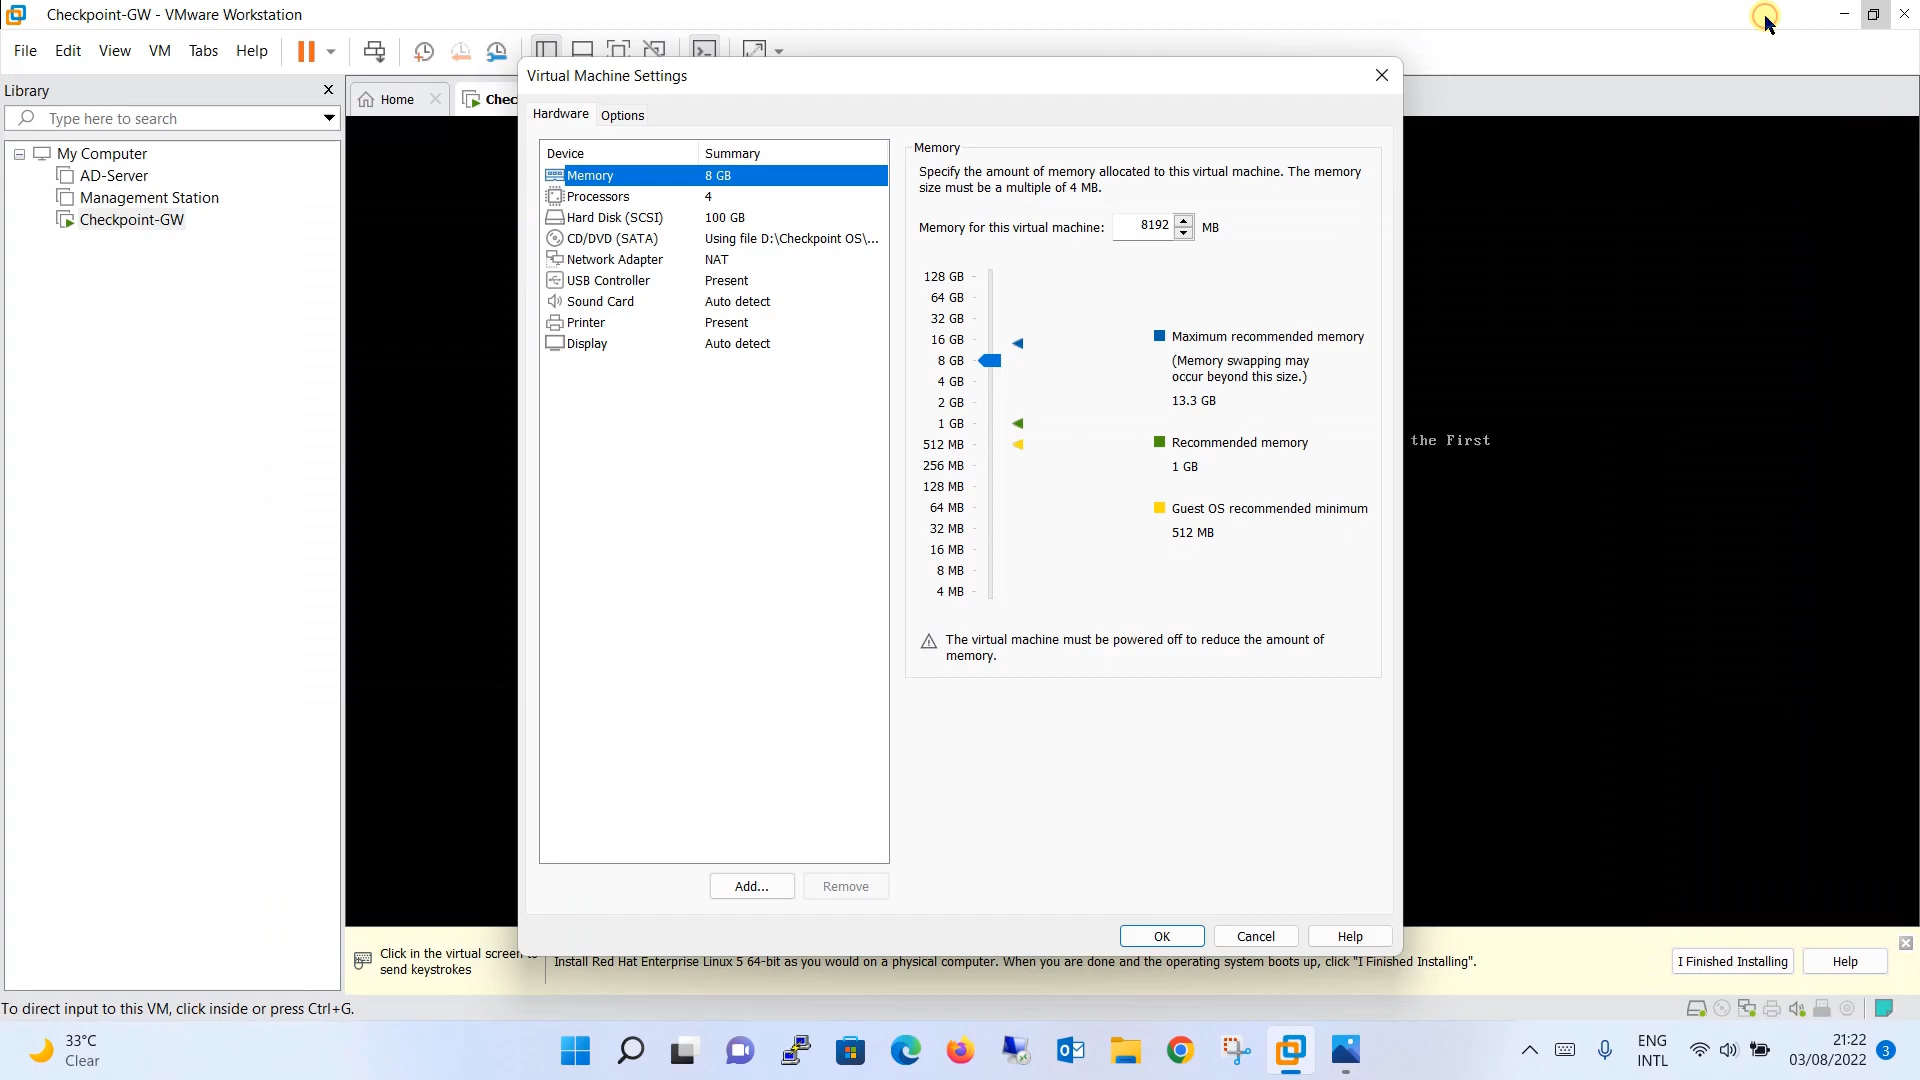 Checkpoint-GW - VMware Workstation
File Edit View VM Tabs Help
Library
Type here to search
My Computer
AD-Server
Management Station
Checkpoint-GW
Home
Chec
Virtual Machine Settings
Hardware Options
Device Summary
Memory 8 GB
Processors 4
Hard Disk (SCSI) 100 GB
CD/DVD (SATA) Using file D:\Checkpoint OS\...
Network Adapter NAT
USB Controller Present
Sound Card Auto detect
Printer Present
Display Auto detect
Add... Remove
Memory
Specify the amount of memory allocated to this virtual machine. The memory
size must be a multiple of 4 MB.
Memory for this virtual machine: 8192 MB
128 GB
64 GB
32 GB
16 GB
8 GB
4 GB
2 GB
1 GB
512 MB
256 MB
128 MB
64 MB
32 MB
16 MB
8 MB
4 MB
Maximum recommended memory
(Memory swapping may
occur beyond this size.)
13.3 GB
Recommended memory
1 GB
Guest OS recommended minimum
512 MB
The virtual machine must be powered off to reduce the amount of
memory.
OK Cancel Help
the First
Click in the virtual screen
send keystrokes
Install Red Hat Enterprise Linux 5 64-bit as you would on a physical computer. When you are done and the operating system boots up, click "I Finished Installing".
I Finished Installing Help
To direct input to this VM, click inside or press Ctrl+G.
33°C
Clear
ENG
INTL
21:22
03/08/2022
3